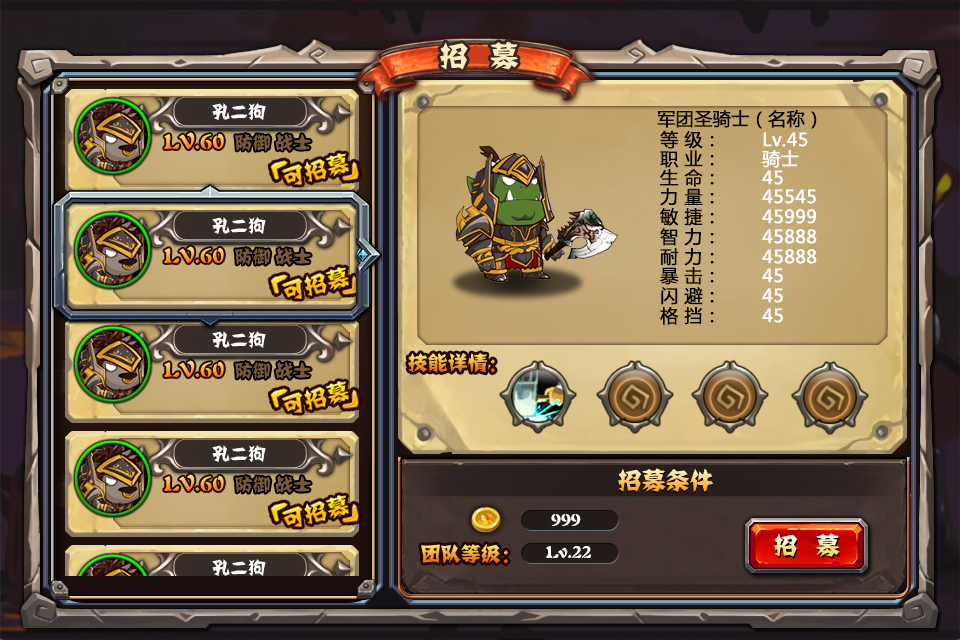 招 募
孔二狗
LV.60 防御 战士
「可招募」
孔二狗
LV.60 防御 战士
「可招募」
孔二狗
LV.60 防御 战士
「可招募」
孔二狗
LV.60 防御 战士
「可招募」
孔二狗
军团圣骑士（名称）
等 级： Lv.45
职 业： 骑士
生 命： 45
力 量： 45545
敏 捷： 45999
智 力： 45888
耐 力： 45888
暴 击： 45
闪 避： 45
格 挡： 45
技能详情：
招募条件
999
团队等级： Lv.22
招 募